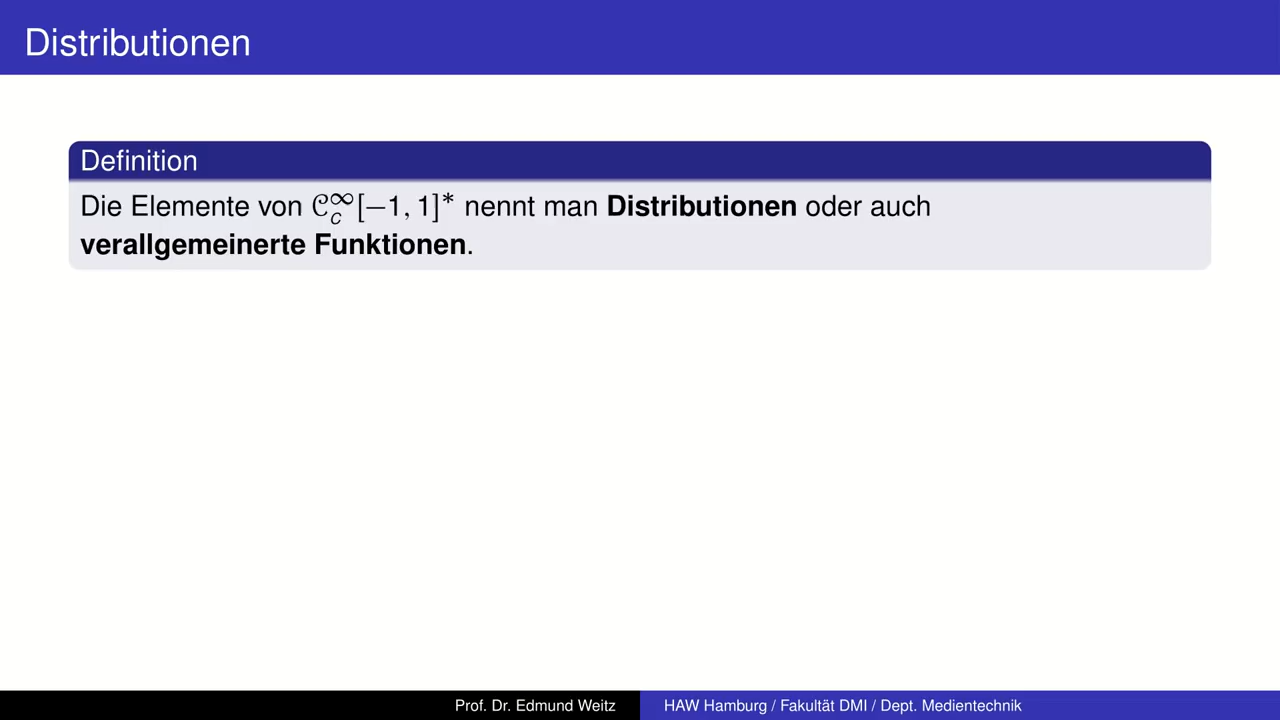 Distributionen
Definition
Die Elemente von 𝒞_c^∞[−1, 1]* nennt man Distributionen oder auch
verallgemeinerte Funktionen.
Prof. Dr. Edmund Weitz HAW Hamburg / Fakultät DMI / Dept. Medientechnik